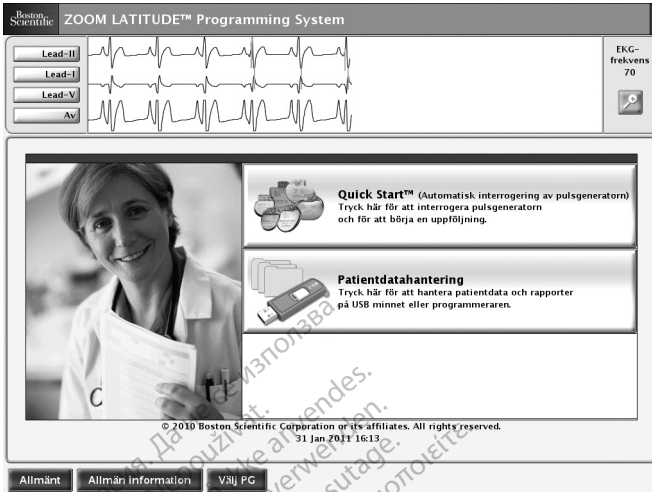 Boston Scientific ZOOM LATITUDE™ Programming System
Lead-II
Lead-I
Lead-V
Av
EKG-
frekvens
70
Quick Start™ (Automatisk interrogering av pulsgeneratorn)
Tryck här för att interrogera pulsgeneratorn
och för att börja en uppföljning.
Patientdatahantering
Tryck här för att hantera patientdata och rapporter
på USB minnet eller programmeraren.
© 2010 Boston Scientific Corporation or its affiliates. All rights reserved.
31 Jan 2011 16:13
Allmänt
Allmän information
Välj PG